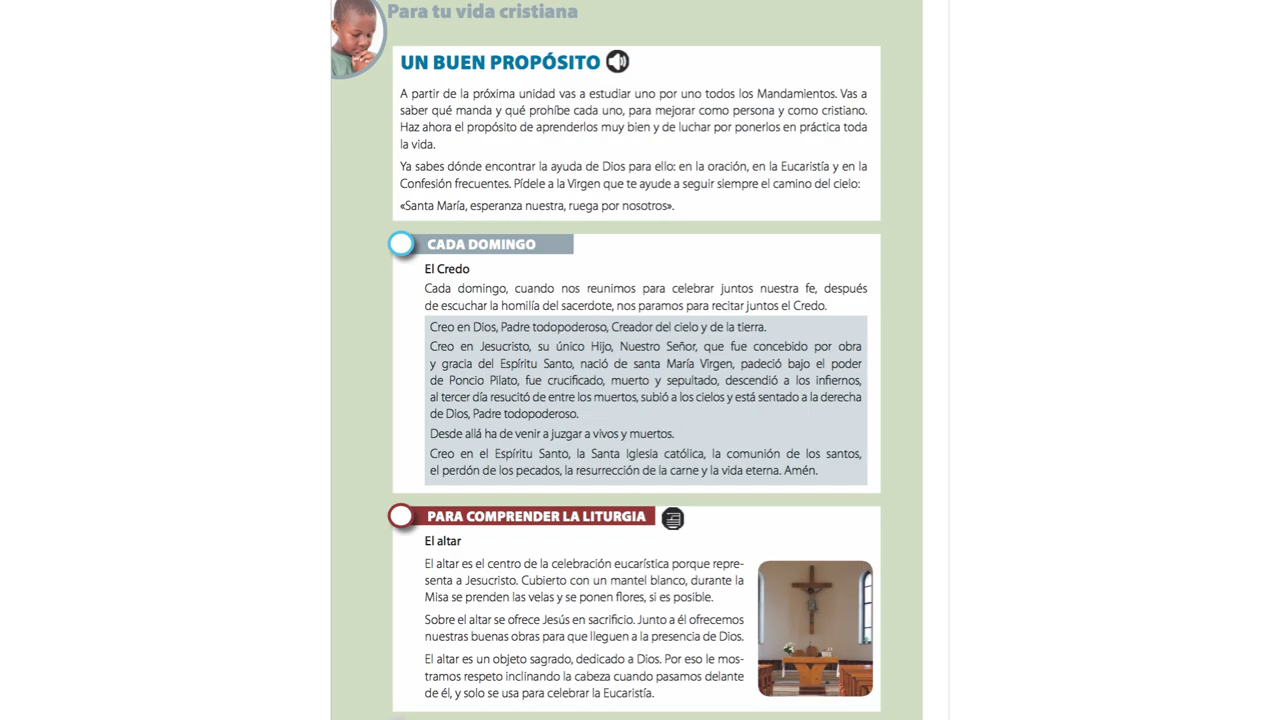 Para tu vida cristiana
UN BUEN PROPÓSITO
A partir de la próxima unidad vas a estudiar uno por uno todos los Mandamientos. Vas a
saber qué manda y qué prohíbe cada uno, para mejorar como persona y como cristiano.
Haz ahora el propósito de aprenderlos muy bien y de luchar por ponerlos en práctica toda
la vida.
Ya sabes dónde encontrar la ayuda de Dios para ello: en la oración, en la Eucaristía y en la
Confesión frecuentes. Pídele a la Virgen que te ayude a seguir siempre el camino del cielo:
«Santa María, esperanza nuestra, ruega por nosotros».
CADA DOMINGO
El Credo
Cada domingo, cuando nos reunimos para celebrar juntos nuestra fe, después
de escuchar la homilía del sacerdote, nos paramos para recitar juntos el Credo.
Creo en Dios, Padre todopoderoso, Creador del cielo y de la tierra.
Creo en Jesucristo, su único Hijo, Nuestro Señor, que fue concebido por obra
y gracia del Espíritu Santo, nació de santa María Virgen, padeció bajo el poder
de Poncio Pilato, fue crucificado, muerto y sepultado, descendió a los infiernos,
al tercer día resucitó de entre los muertos, subió a los cielos y está sentado a la derecha
de Dios, Padre todopoderoso.
Desde allá ha de venir a juzgar a vivos y muertos.
Creo en el Espíritu Santo, la Santa Iglesia católica, la comunión de los santos,
el perdón de los pecados, la resurrección de la carne y la vida eterna. Amén.
PARA COMPRENDER LA LITURGIA
El altar
El altar es el centro de la celebración eucarística porque repre-
senta a Jesucristo. Cubierto con un mantel blanco, durante la
Misa se prenden las velas y se ponen flores, si es posible.
Sobre el altar se ofrece Jesús en sacrificio. Junto a él ofrecemos
nuestras buenas obras para que lleguen a la presencia de Dios.
El altar es un objeto sagrado, dedicado a Dios. Por eso le mos-
tramos respeto inclinando la cabeza cuando pasamos delante
de él, y solo se usa para celebrar la Eucaristía.